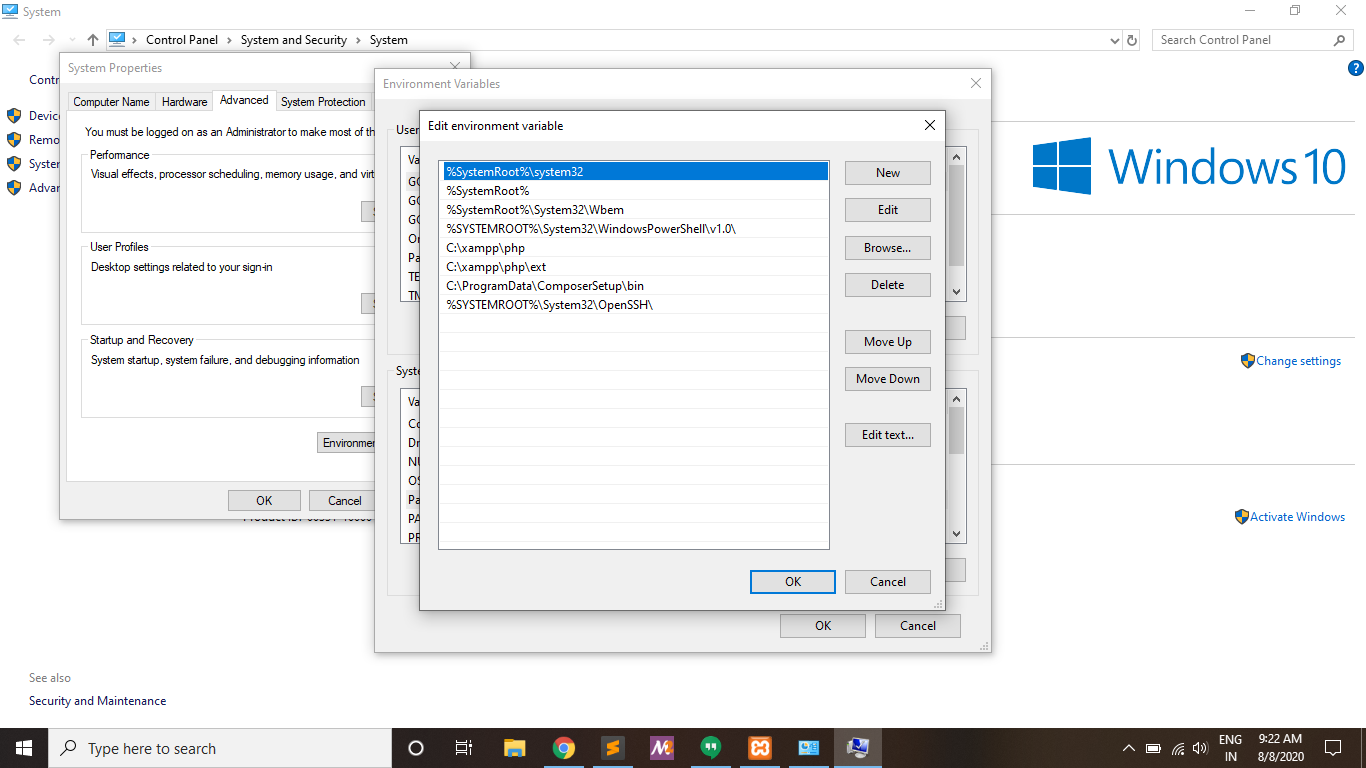 System
Control Panel > System and Security > System
Search Control Panel
System Properties
Computer Name
Hardware
Advanced
System Protection
You must be logged on as an Administrator to make most of th
Performance
Visual effects, processor scheduling, memory usage, and virt
User Profiles
Desktop settings related to your sign-in
Startup and Recovery
System startup, system failure, and debugging information
Environmer
OK
Cancel
Contr
Devic
Remo
System
Advar
Environment Variables
User
Va
GO
GO
GO
On
Pa
TE
TM
Syste
Va
Co
Dr
NU
OS
Pa
PA
PR
OK
Cancel
Edit environment variable
%SystemRoot%\system32
%SystemRoot%
%SystemRoot%\System32\Wbem
%SYSTEMROOT%\System32\WindowsPowerShell\v1.0\
C:\xampp\php
C:\xampp\php\ext
C:\ProgramData\ComposerSetup\bin
%SYSTEMROOT%\System32\OpenSSH\
New
Edit
Browse...
Delete
Move Up
Move Down
Edit text...
OK
Cancel
Windows 10
Change settings
Activate Windows
See also
Security and Maintenance
Type here to search
ENG
IN
9:22 AM
8/8/2020